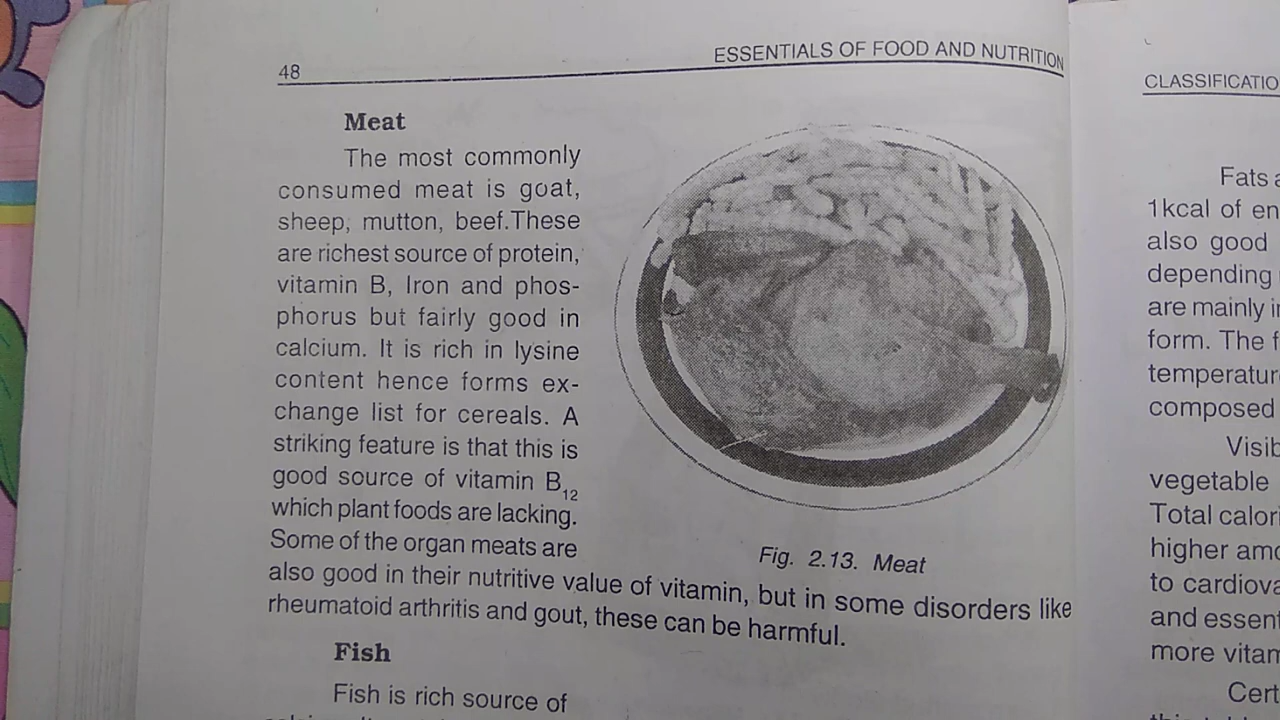 48
ESSENTIALS OF FOOD AND NUTRITION
Meat
The most commonly
consumed meat is goat,
sheep, mutton, beef.These
are richest source of protein,
vitamin B, Iron and phos-
phorus but fairly good in
calcium. It is rich in lysine
content hence forms ex-
change list for cereals. A
striking feature is that this is
good source of vitamin B12
which plant foods are lacking.
Some of the organ meats are
also good in their nutritive value of vitamin, but in some disorders like
rheumatoid arthritis and gout, these can be harmful.
Fig. 2.13. Meat
Fish
Fish is rich source of
CLASSIFICATIO
Fats a
1kcal of en
also good
depending
are mainly in
form. The f
temperature
composed
Visib
vegetable
Total calori
higher amo
to cardiova
and essent
more vitam
Cert